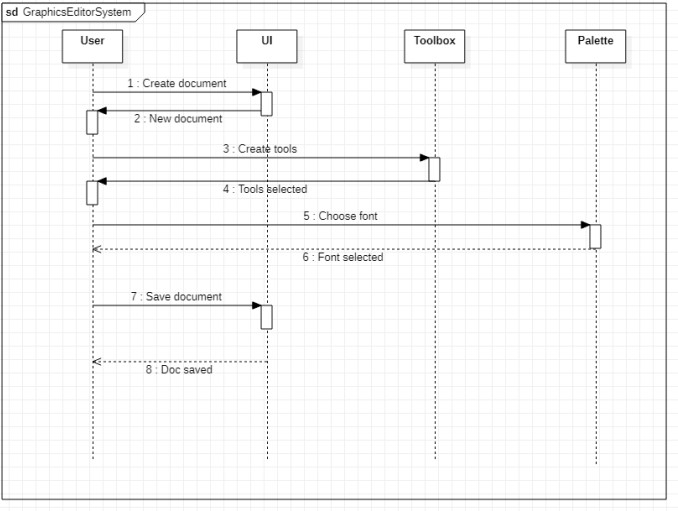 sd GraphicsEditorSystem
User UI Toolbox Palette
1 : Create document
2 : New document
3 : Create tools
4 : Tools selected
5 : Choose font
6 : Font selected
7 : Save document
8 : Doc saved